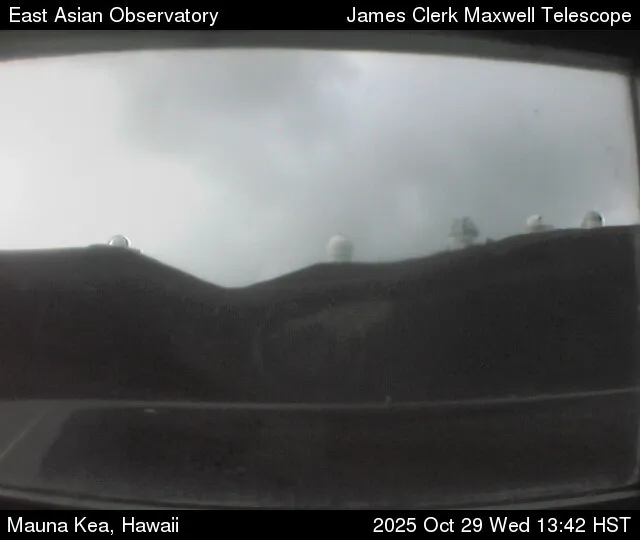 East Asian Observatory
James Clerk Maxwell Telescope
Mauna Kea, Hawaii
2025 Oct 29 Wed 13:42 HST